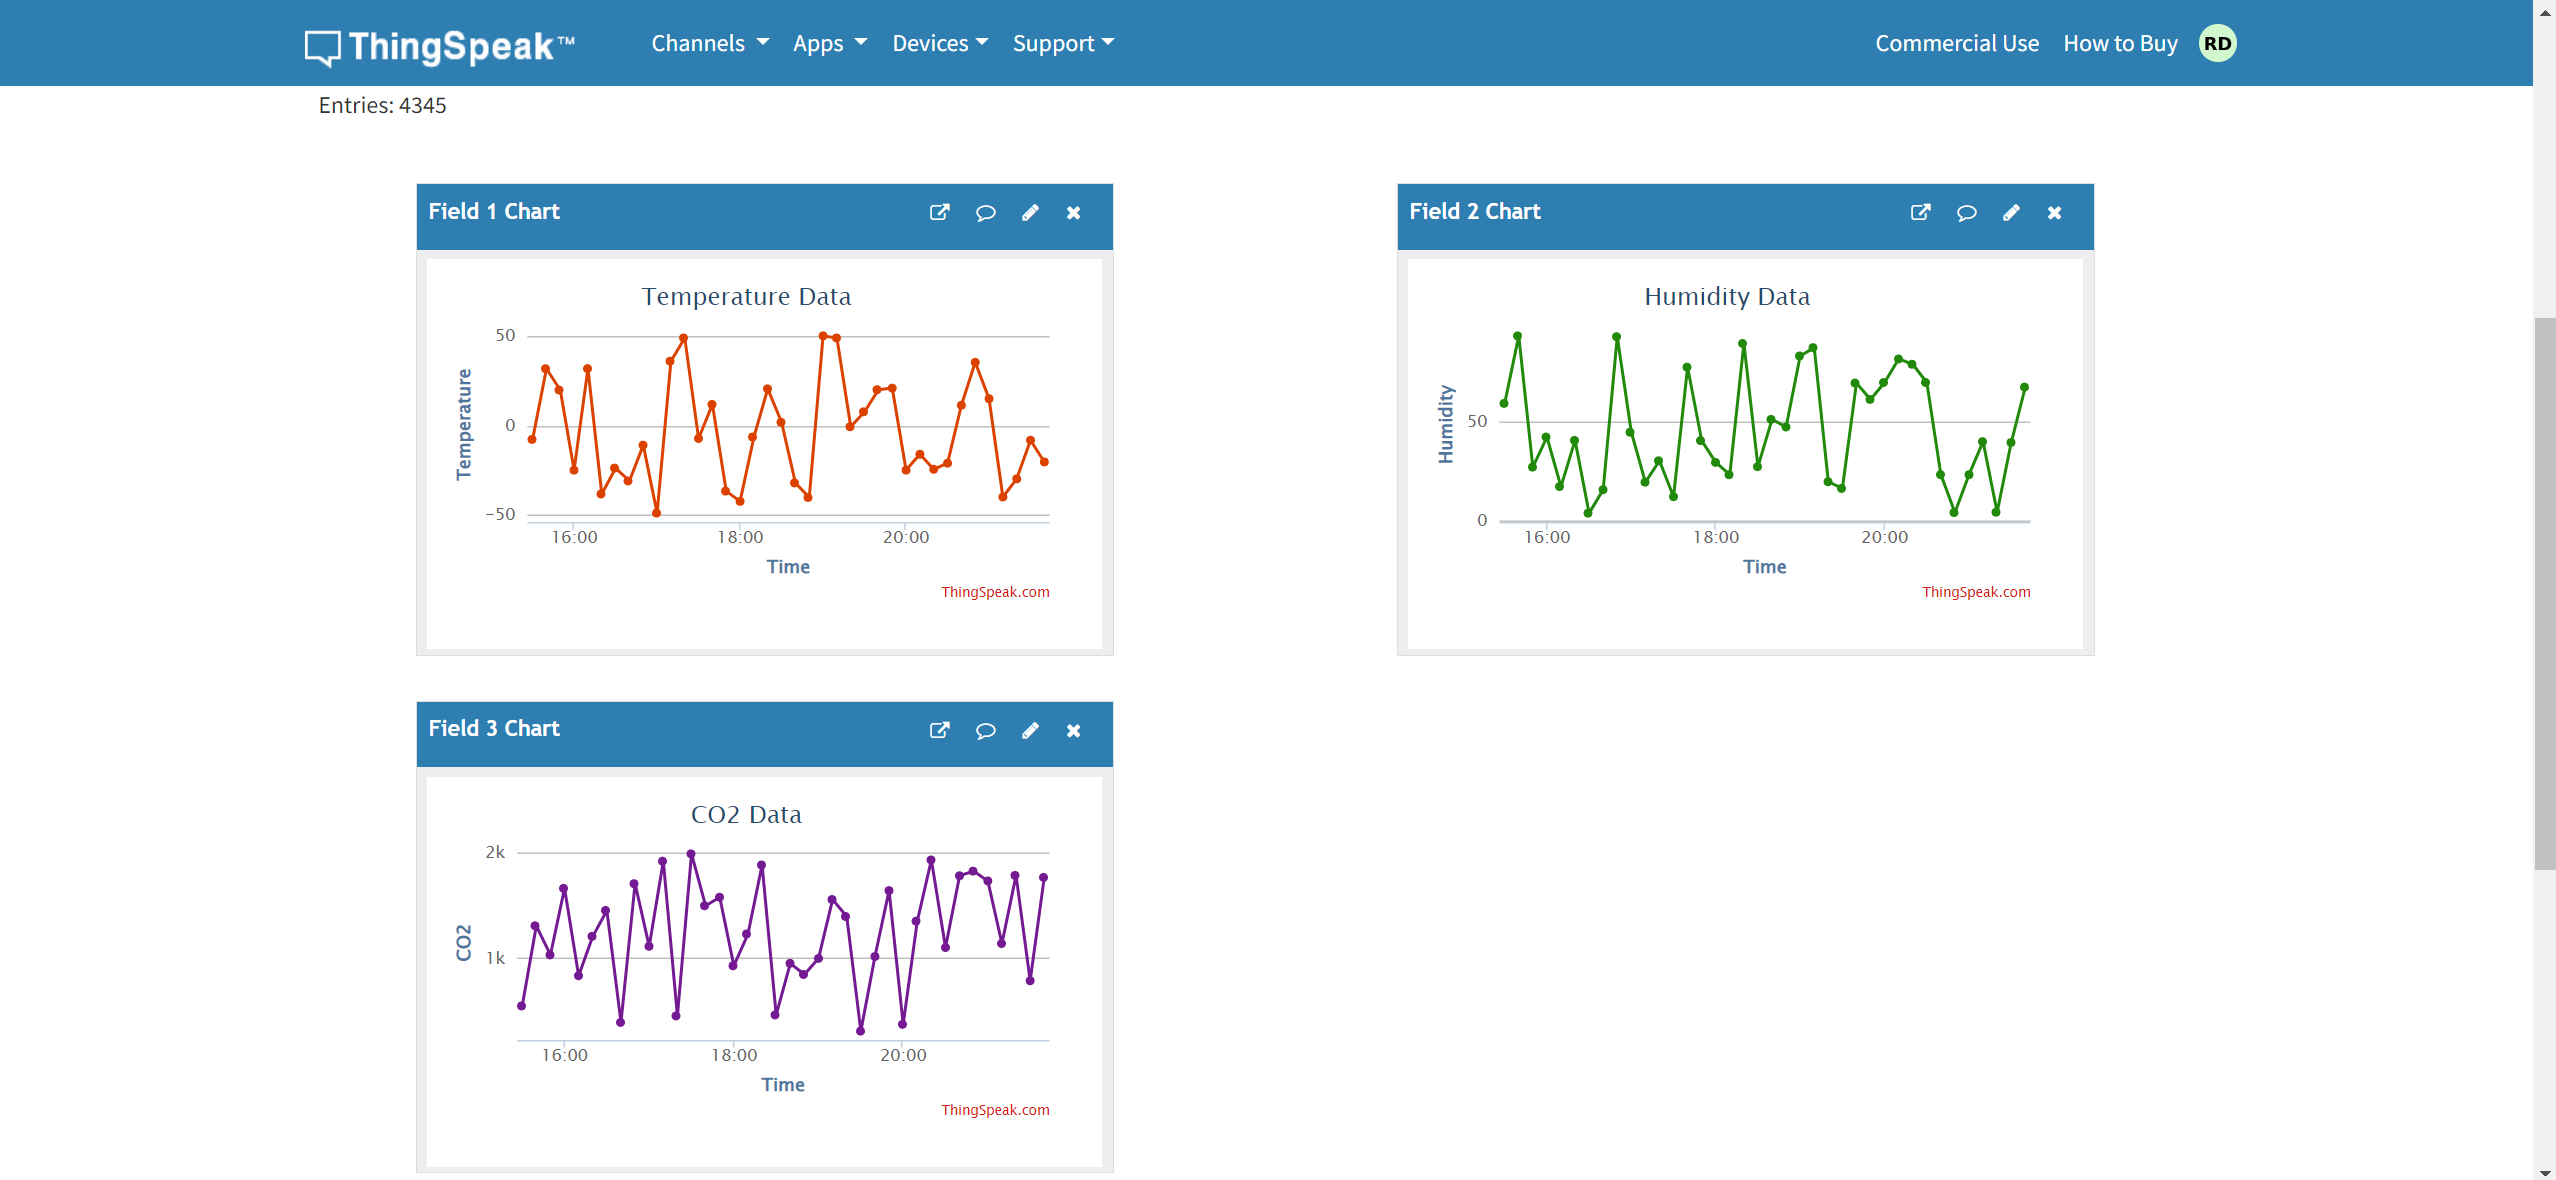 ThingSpeak™ Channels Apps Devices Support Commercial Use How to Buy RD
Entries: 4345
Field 1 Chart
Temperature Data
Temperature
50
0
−50
16:00 18:00 20:00
Time
ThingSpeak.com
Field 2 Chart
Humidity Data
Humidity
50
0
16:00 18:00 20:00
Time
ThingSpeak.com
Field 3 Chart
CO2 Data
CO2
2k
1k
16:00 18:00 20:00
Time
ThingSpeak.com